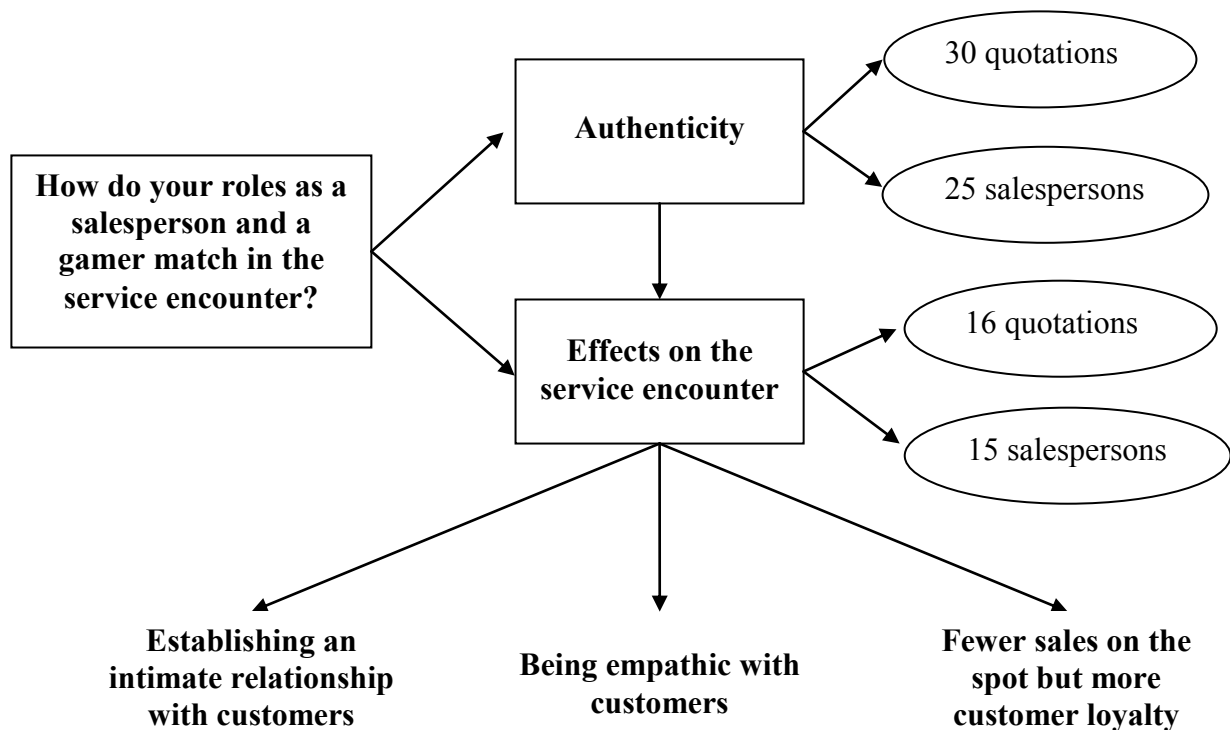 How do your roles as a
salesperson and a
gamer match in the
service encounter?
Authenticity
30 quotations
25 salespersons
Effects on the
service encounter
16 quotations
15 salespersons
Establishing an
intimate relationship
with customers
Being empathic with
customers
Fewer sales on the
spot but more
customer loyalty